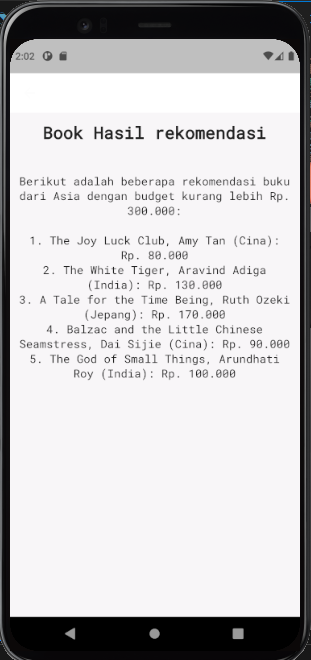 2:02
Book Hasil rekomendasi
Berikut adalah beberapa rekomendasi buku
dari Asia dengan budget kurang lebih Rp.
300.000:
1. The Joy Luck Club, Amy Tan (Cina):
Rp. 80.000
2. The White Tiger, Aravind Adiga
(India): Rp. 130.000
3. A Tale for the Time Being, Ruth Ozeki
(Jepang): Rp. 170.000
4. Balzac and the Little Chinese
Seamstress, Dai Sijie (Cina): Rp. 90.000
5. The God of Small Things, Arundhati
Roy (India): Rp. 100.000